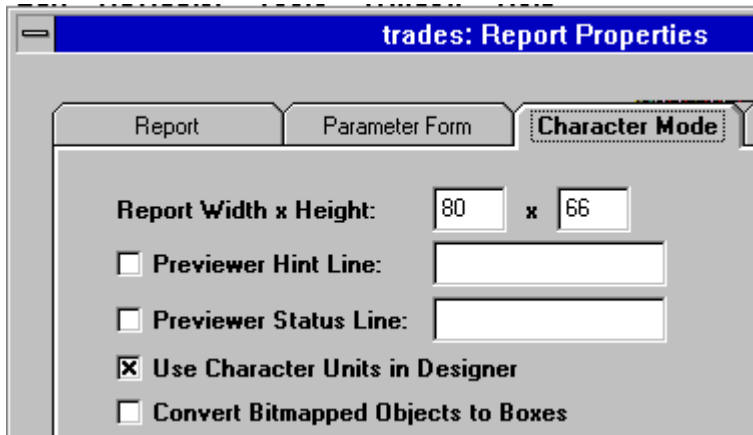 trades: Report Properties
Report Parameter Form Character Mode
Report Width x Height: 80 x 66
Previewer Hint Line:
Previewer Status Line:
Use Character Units in Designer
Convert Bitmapped Objects to Boxes